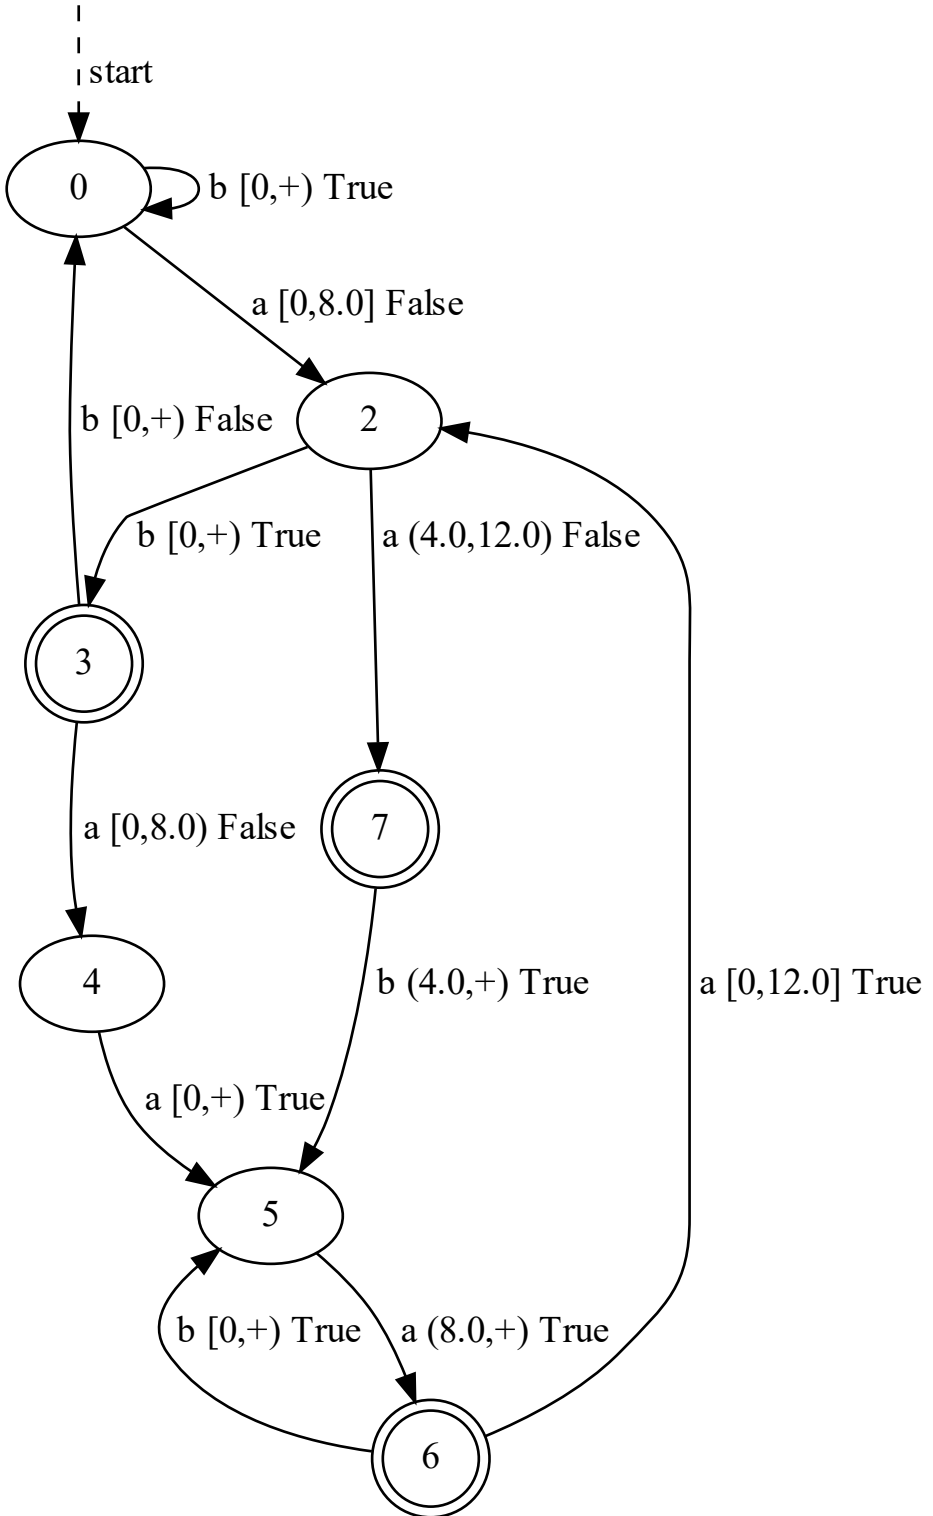 start
0
b [0,+) True
a [0,8.0] False
b [0,+) False
2
b [0,+) True
a (4.0,12.0) False
3
7
a [0,8.0) False
4
b (4.0,+) True
a [0,12.0] True
a [0,+) True
5
b [0,+) True
a (8.0,+) True
6